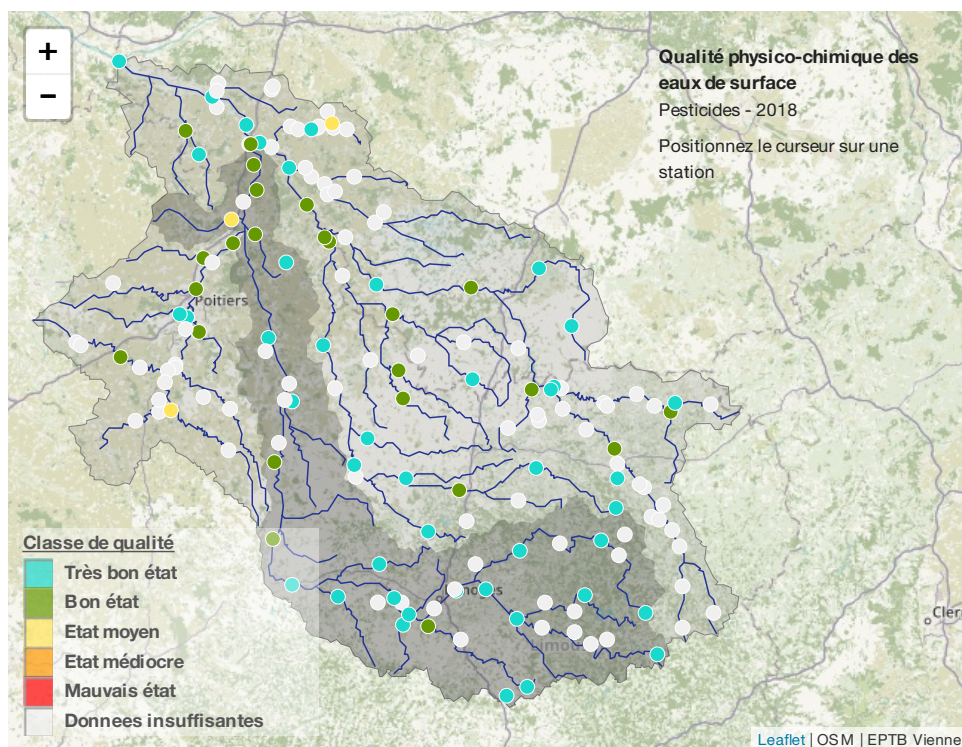 +
−
Qualité physico-chimique des
eaux de surface
Pesticides - 2018
Positionnez le curseur sur une
station
Poitiers
Classe de qualité
Très bon état
Bon état
Etat moyen
Etat médiocre
Mauvais état
Donnees insuffisantes
Leaflet | OSM | EPTB Vienne